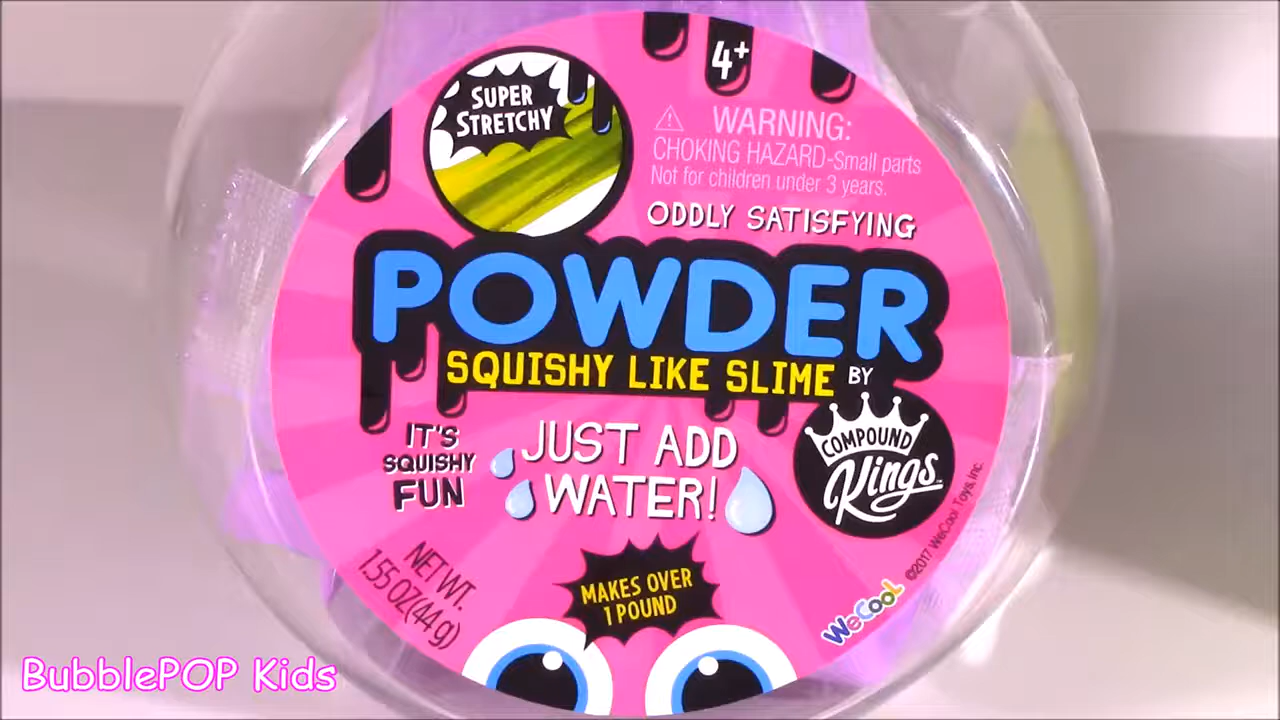 4+
SUPER
STRETCHY
WARNING:
CHOKING HAZARD-Small parts
Not for children under 3 years.
ODDLY SATISFYING
POWDER
SQUISHY LIKE SLIME BY
COMPOUND
Kings
IT'S
SQUISHY
FUN
JUST ADD
WATER!
NET WT.
1.55 OZ(44 g)
MAKES OVER
1 POUND
WeCooL
©2017 WeCool Toys, Inc.
BubblePOP Kids